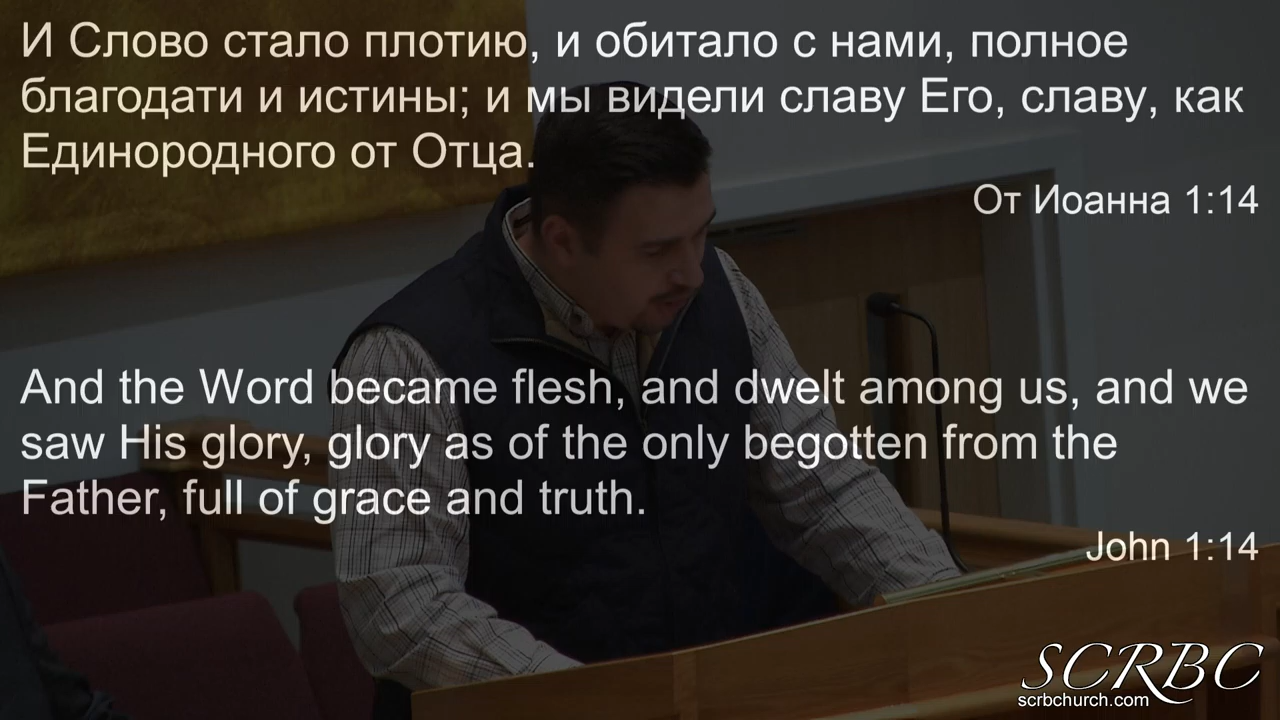 И Слово стало плотию, и обитало с нами, полное
благодати и истины; и мы видели славу Его, славу, как
Единородного от Отца.
От Иоанна 1:14
And the Word became flesh, and dwelt among us, and we
saw His glory, glory as of the only begotten from the
Father, full of grace and truth.
John 1:14
SCRBC
scrbchurch.com